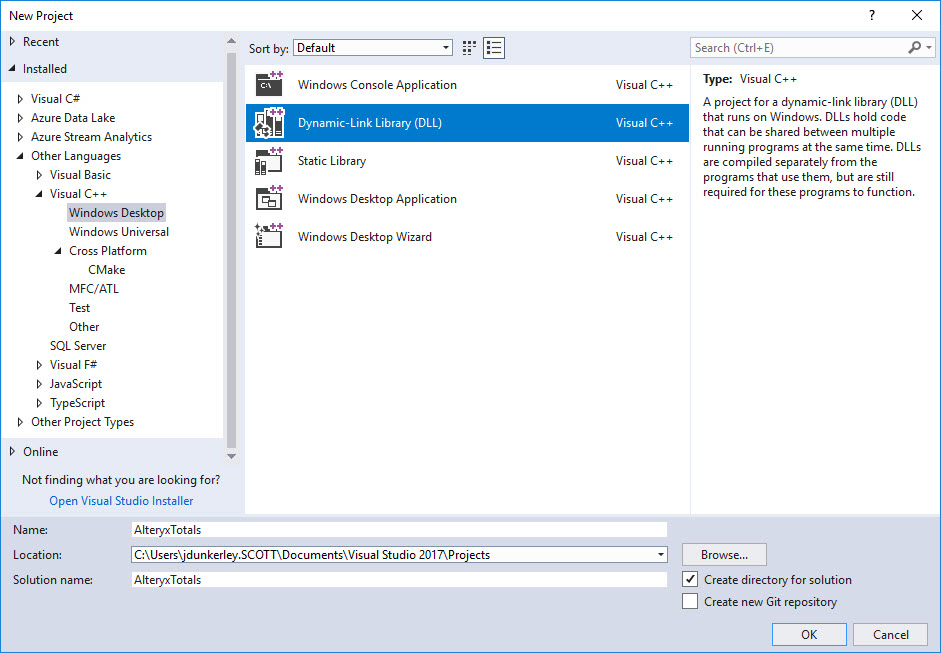 New Project
?
Recent
Installed
Visual C#
Azure Data Lake
Azure Stream Analytics
Other Languages
Visual Basic
Visual C++
Windows Desktop
Windows Universal
Cross Platform
CMake
MFC/ATL
Test
Other
SQL Server
Visual F#
JavaScript
TypeScript
Other Project Types
Online
Not finding what you are looking for?
Open Visual Studio Installer
Sort by: Default
C:\
Windows Console Application Visual C++
Dynamic-Link Library (DLL) Visual C++
Static Library Visual C++
Windows Desktop Application Visual C++
Windows Desktop Wizard Visual C++
Search (Ctrl+E)
Type: Visual C++
A project for a dynamic-link library (DLL)
that runs on Windows. DLLs hold code
that can be shared between multiple
running programs at the same time. DLLs
are compiled separately from the
programs that use them, but are still
required for these programs to function.
Name: AlteryxTotals
Location: C:\Users\jdunkerley.SCOTT\Documents\Visual Studio 2017\Projects
Solution name: AlteryxTotals
Browse...
Create directory for solution
Create new Git repository
OK Cancel